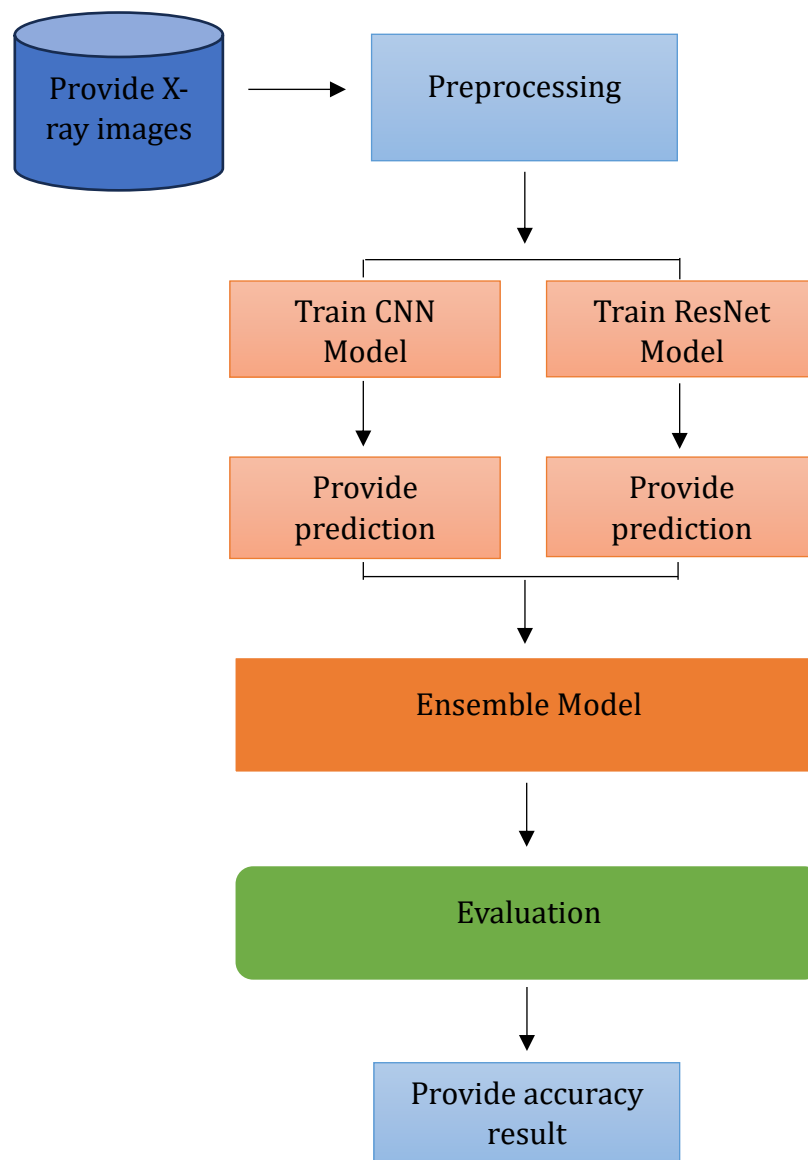 Provide X-
ray images
Preprocessing
Train CNN
Model
Train ResNet
Model
Provide
prediction
Provide
prediction
Ensemble Model
Evaluation
Provide accuracy
result